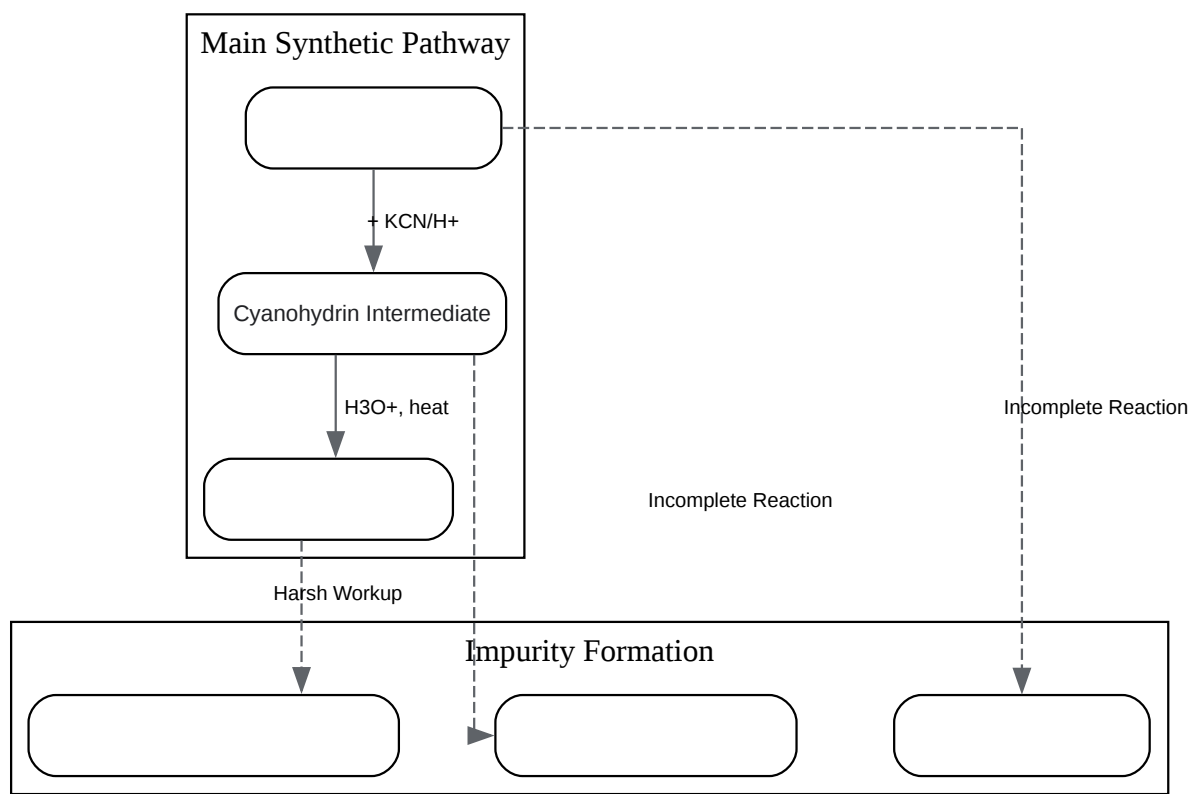 Main Synthetic Pathway
+ KCN/H+
Cyanohydrin Intermediate
H3O+, heat
Incomplete Reaction
Incomplete Reaction
Harsh Workup
Impurity Formation